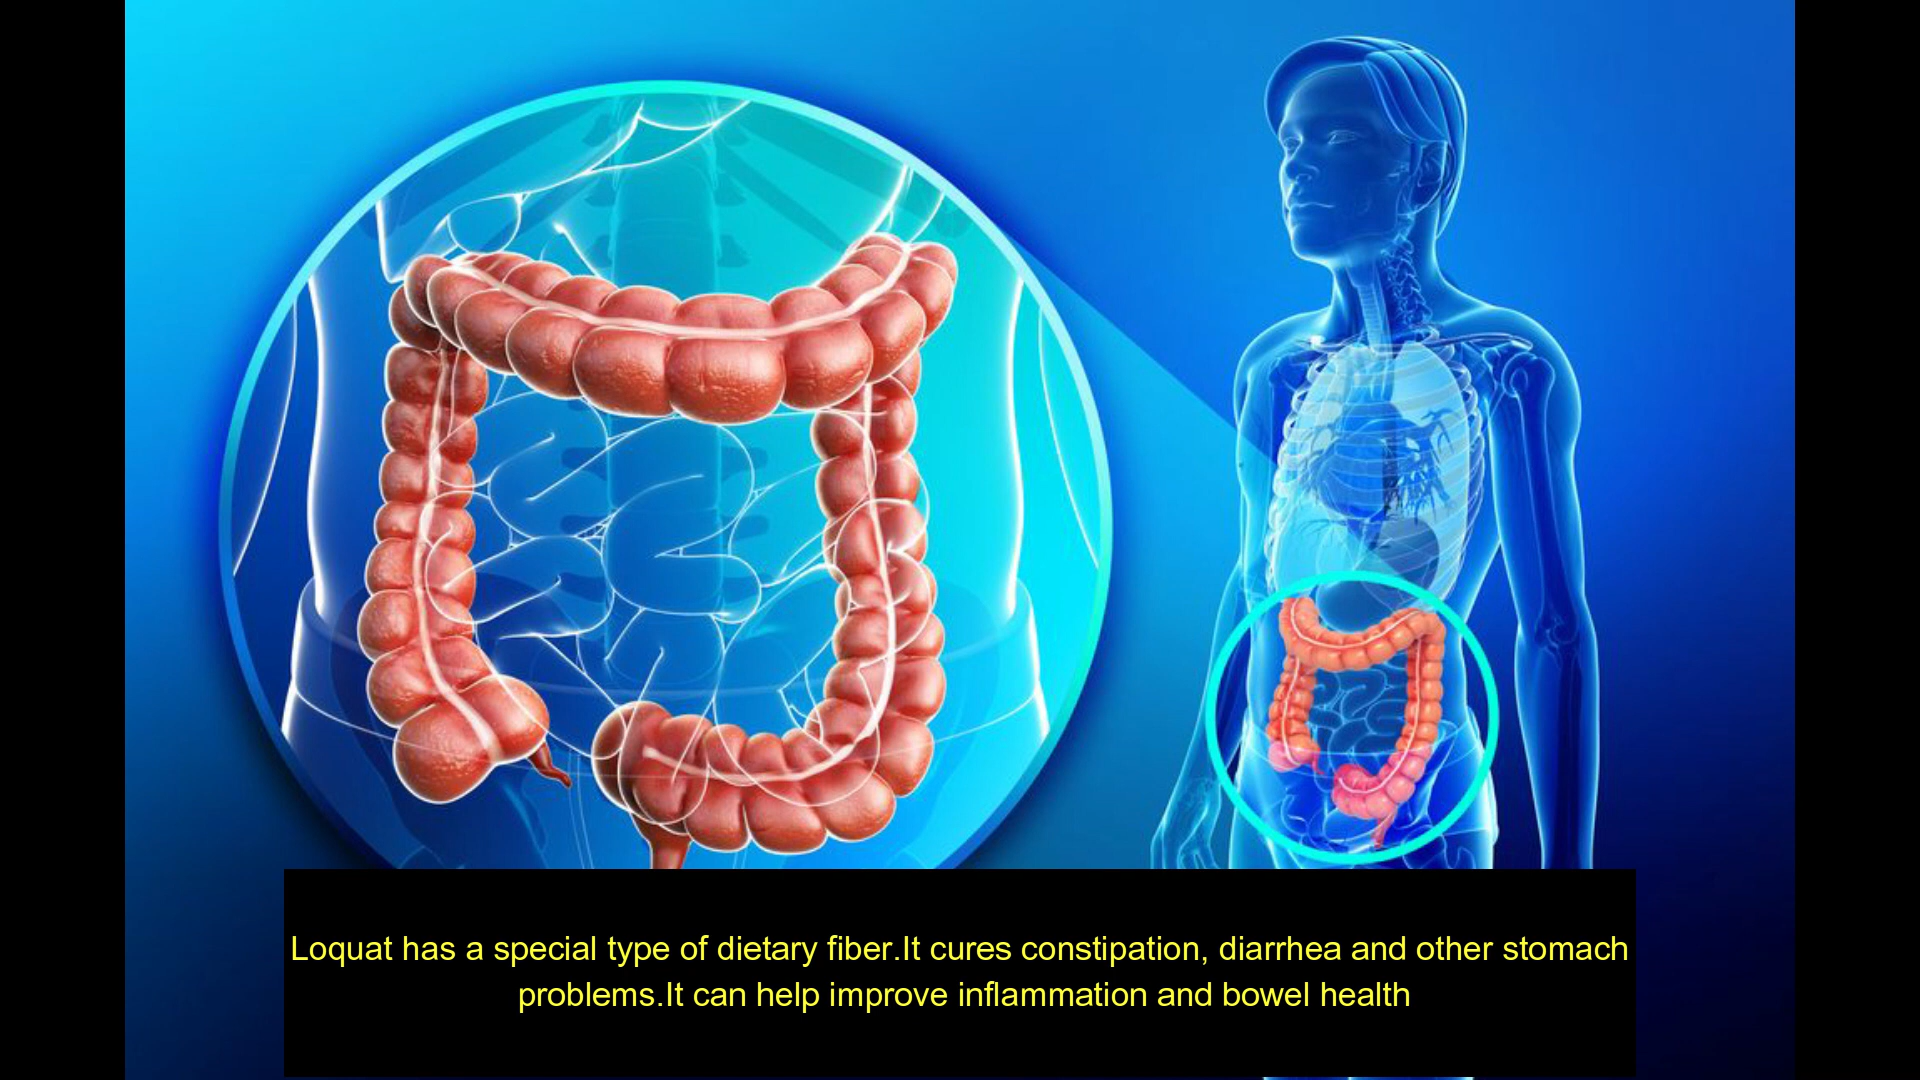 Loquat has a special type of dietary fiber.It cures constipation, diarrhea and other stomach
problems.It can help improve inflammation and bowel health